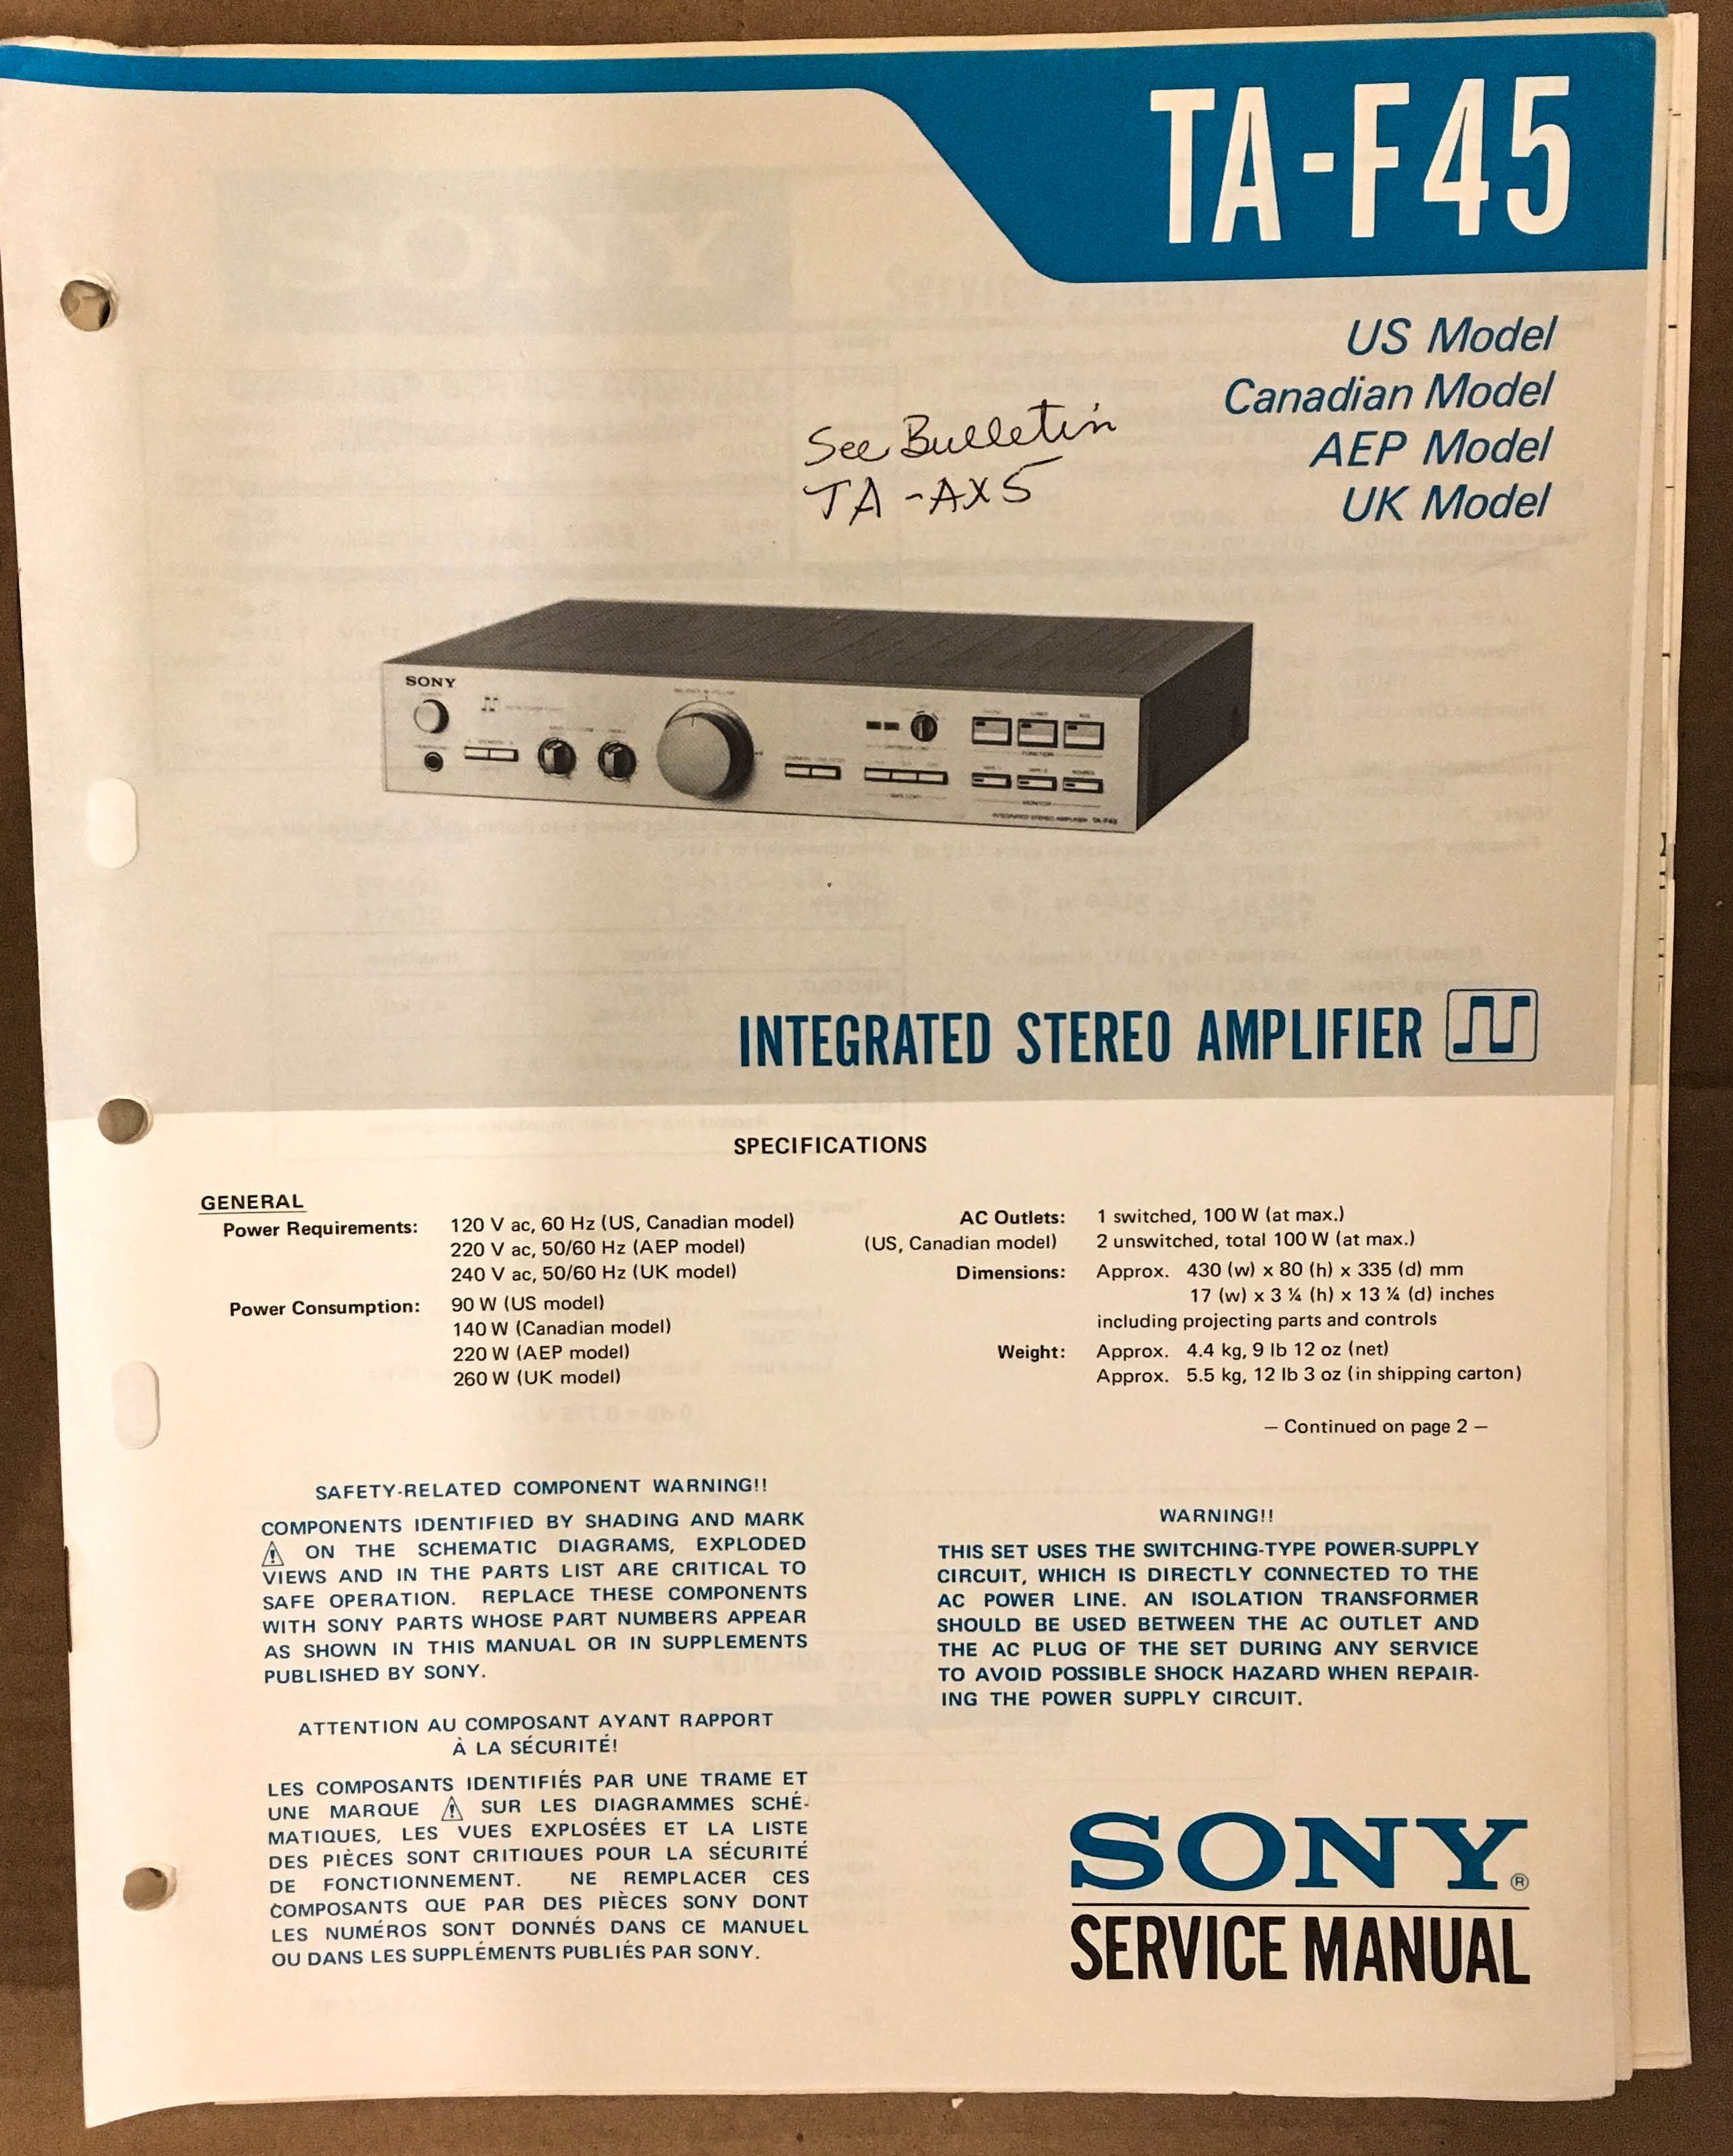 TA-F45
US Model
Canadian Model
AEP Model
UK Model
See Bulletin
TA-AX5
SONY
INTEGRATED STEREO AMPLIFIER TA-F45
INTEGRATED STEREO AMPLIFIER
SPECIFICATIONS
GENERAL
Power Requirements: 120 V ac, 60 Hz (US, Canadian model)
220 V ac, 50/60 Hz (AEP model)
240 V ac, 50/60 Hz (UK model)
Power Consumption: 90 W (US model)
140 W (Canadian model)
220 W (AEP model)
260 W (UK model)
AC Outlets: 1 switched, 100 W (at max.)
(US, Canadian model) 2 unswitched, total 100 W (at max.)
Dimensions: Approx. 430 (w) x 80 (h) x 335 (d) mm
17 (w) x 3 ¼ (h) x 13 ¼ (d) inches
including projecting parts and controls
Weight: Approx. 4.4 kg, 9 lb 12 oz (net)
Approx. 5.5 kg, 12 lb 3 oz (in shipping carton)
— Continued on page 2 —
SAFETY-RELATED COMPONENT WARNING!!
COMPONENTS IDENTIFIED BY SHADING AND MARK
⚠ ON THE SCHEMATIC DIAGRAMS, EXPLODED
VIEWS AND IN THE PARTS LIST ARE CRITICAL TO
SAFE OPERATION. REPLACE THESE COMPONENTS
WITH SONY PARTS WHOSE PART NUMBERS APPEAR
AS SHOWN IN THIS MANUAL OR IN SUPPLEMENTS
PUBLISHED BY SONY.
ATTENTION AU COMPOSANT AYANT RAPPORT
À LA SÉCURITÉ!
LES COMPOSANTS IDENTIFIÉS PAR UNE TRAME ET
UNE MARQUE ⚠ SUR LES DIAGRAMMES SCHÉ-
MATIQUES, LES VUES EXPLOSÉES ET LA LISTE
DES PIÈCES SONT CRITIQUES POUR LA SÉCURITÉ
DE FONCTIONNEMENT. NE REMPLACER CES
COMPOSANTS QUE PAR DES PIÈCES SONY DONT
LES NUMÉROS SONT DONNÉS DANS CE MANUEL
OU DANS LES SUPPLÉMENTS PUBLIÉS PAR SONY.
WARNING!!
THIS SET USES THE SWITCHING-TYPE POWER-SUPPLY
CIRCUIT, WHICH IS DIRECTLY CONNECTED TO THE
AC POWER LINE. AN ISOLATION TRANSFORMER
SHOULD BE USED BETWEEN THE AC OUTLET AND
THE AC PLUG OF THE SET DURING ANY SERVICE
TO AVOID POSSIBLE SHOCK HAZARD WHEN REPAIR-
ING THE POWER SUPPLY CIRCUIT.
SONY®
SERVICE MANUAL